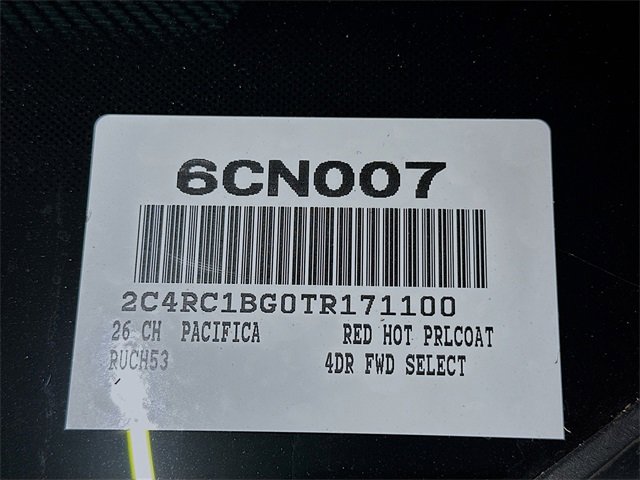 6CN007
2C4RC1BG0TR171100
26 CH PACIFICA RED HOT PRLCOAT
RUCH53 4DR FWD SELECT